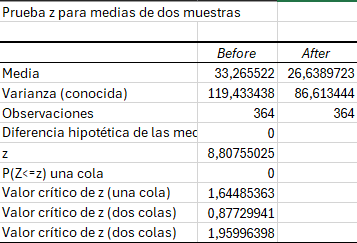 Prueba z para medias de dos muestras
Before After
Media 33,265522 26,6389723
Varianza (conocida) 119,433438 86,613444
Observaciones 364 364
Diferencia hipotética de las mec 0
z 8,80755025
P(Z<=z) una cola 0
Valor crítico de z (una cola) 1,64485363
Valor crítico de z (dos colas) 0,87729941
Valor crítico de z (dos colas) 1,95996398